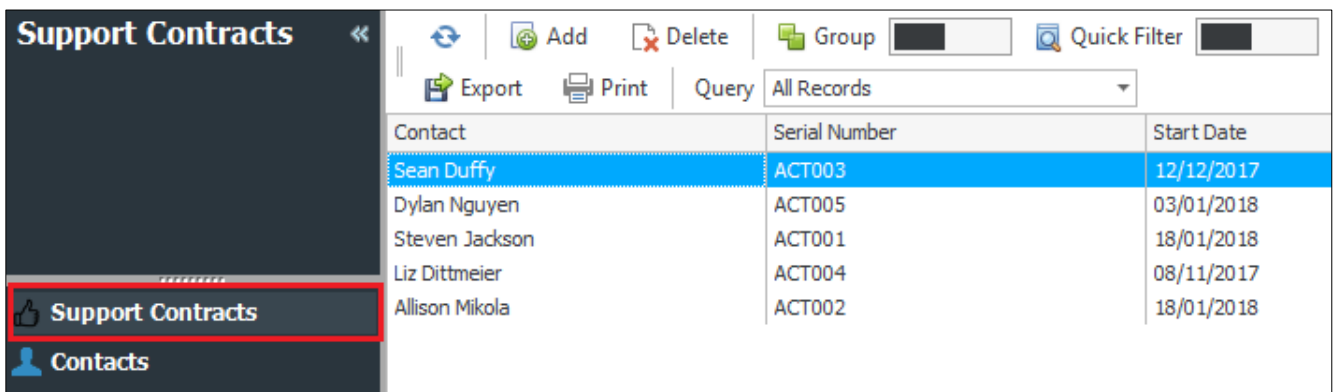 Support Contracts «
Add Delete Group Quick Filter
Export Print Query All Records
Contact Serial Number Start Date
Sean Duffy ACT003 12/12/2017
Dylan Nguyen ACT005 03/01/2018
Steven Jackson ACT001 18/01/2018
Liz Dittmeier ACT004 08/11/2017
Allison Mikola ACT002 18/01/2018
Support Contracts
Contacts